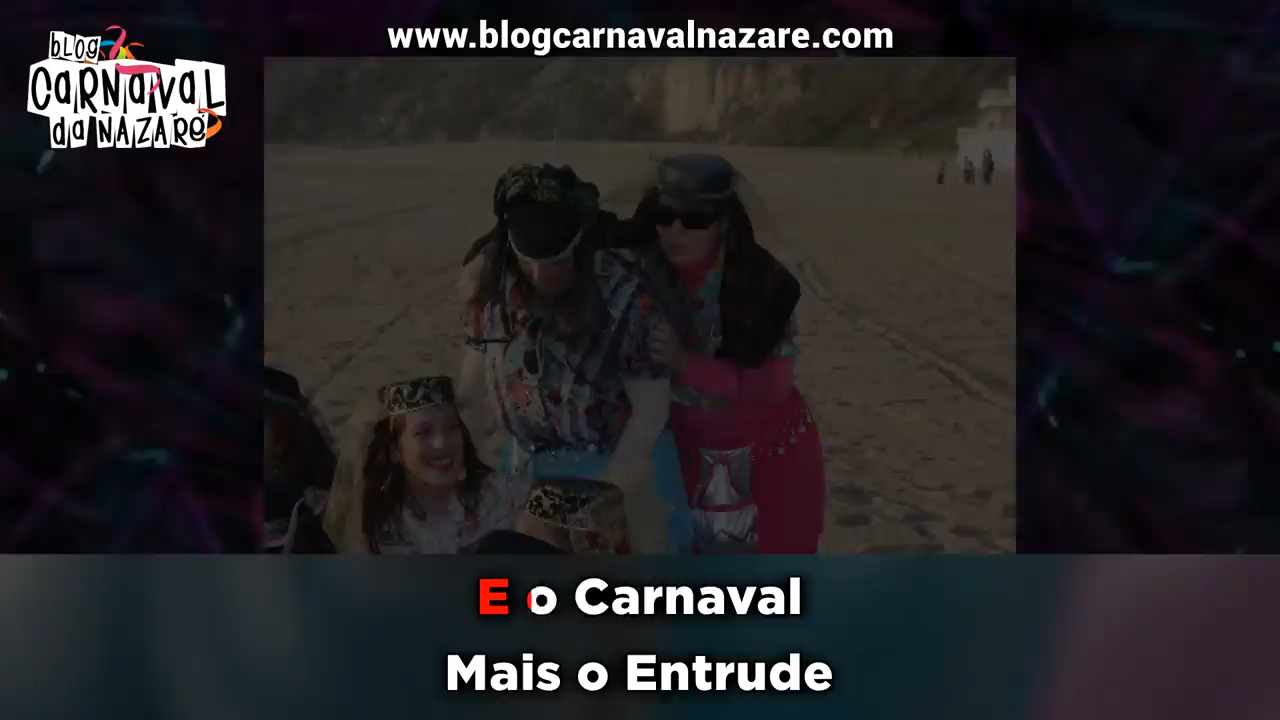 www.blogcarnavalnazare.com
blog
CARNAVAL
da NAZARÉ
E o Carnaval
Mais o Entrude